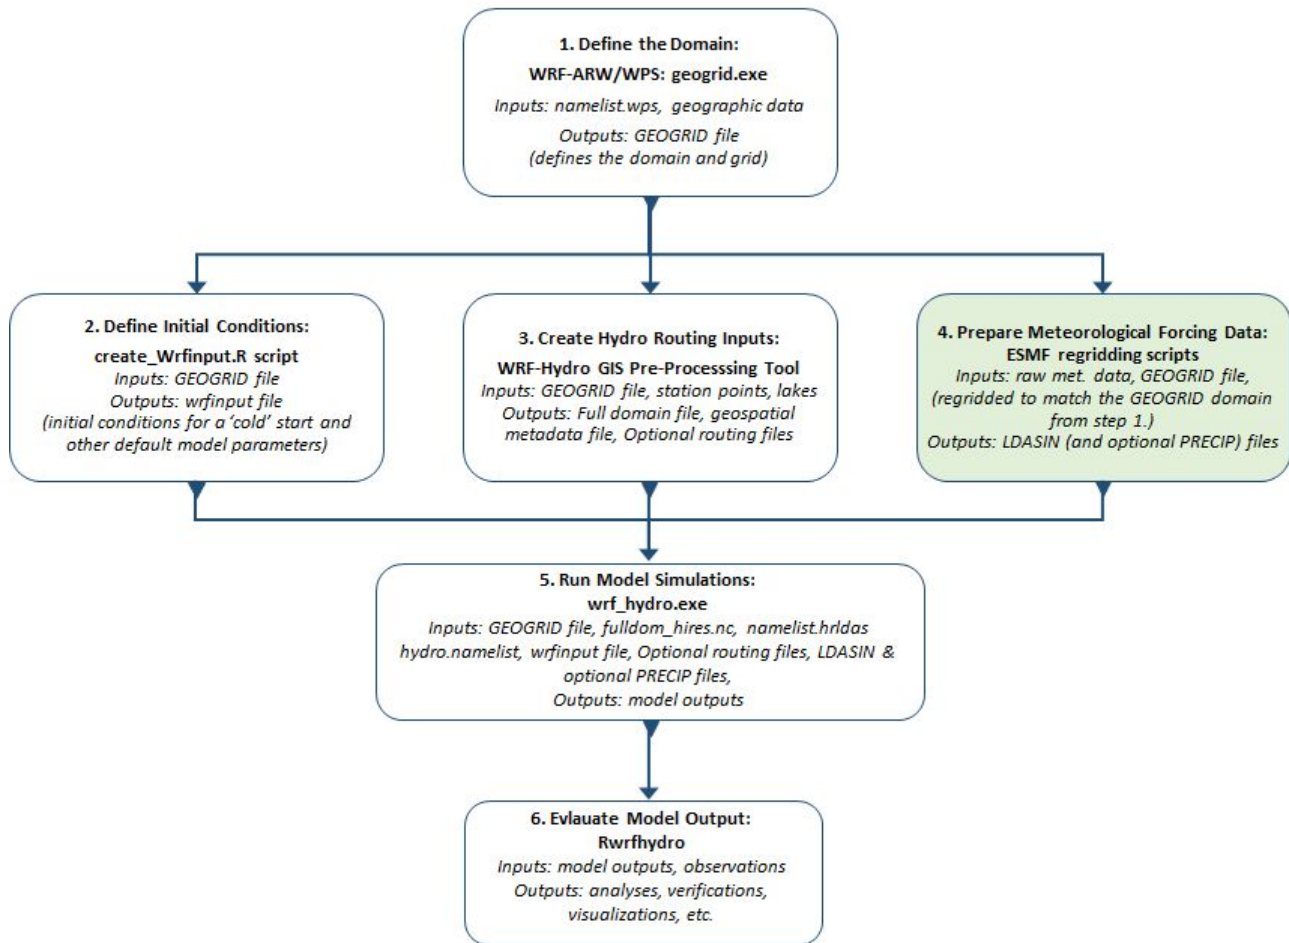 1. Define the Domain:
WRF-ARW/WPS: geogrid.exe
Inputs: namelist.wps, geographic data
Outputs: GEOGRID file
(defines the domain and grid)
2. Define Initial Conditions:
create_Wrfinput.R script
Inputs: GEOGRID file
Outputs: wrfinput file
(initial conditions for a 'cold' start and
other default model parameters)
3. Create Hydro Routing Inputs:
WRF-Hydro GIS Pre-Processsing Tool
Inputs: GEOGRID file, station points, lakes
Outputs: Full domain file, geospatial
metadata file, Optional routing files
4. Prepare Meteorological Forcing Data:
ESMF regridding scripts
Inputs: raw met. data, GEOGRID file,
(regridded to match the GEOGRID domain
from step 1.)
Outputs: LDASIN (and optional PRECIP) files
5. Run Model Simulations:
wrf_hydro.exe
Inputs: GEOGRID file, fulldom_hires.nc, namelist.hrldas
hydro.namelist, wrfinput file, Optional routing files, LDASIN &
optional PRECIP files,
Outputs: model outputs
6. Evlauate Model Output:
Rwrfhydro
Inputs: model outputs, observations
Outputs: analyses, verifications,
visualizations, etc.